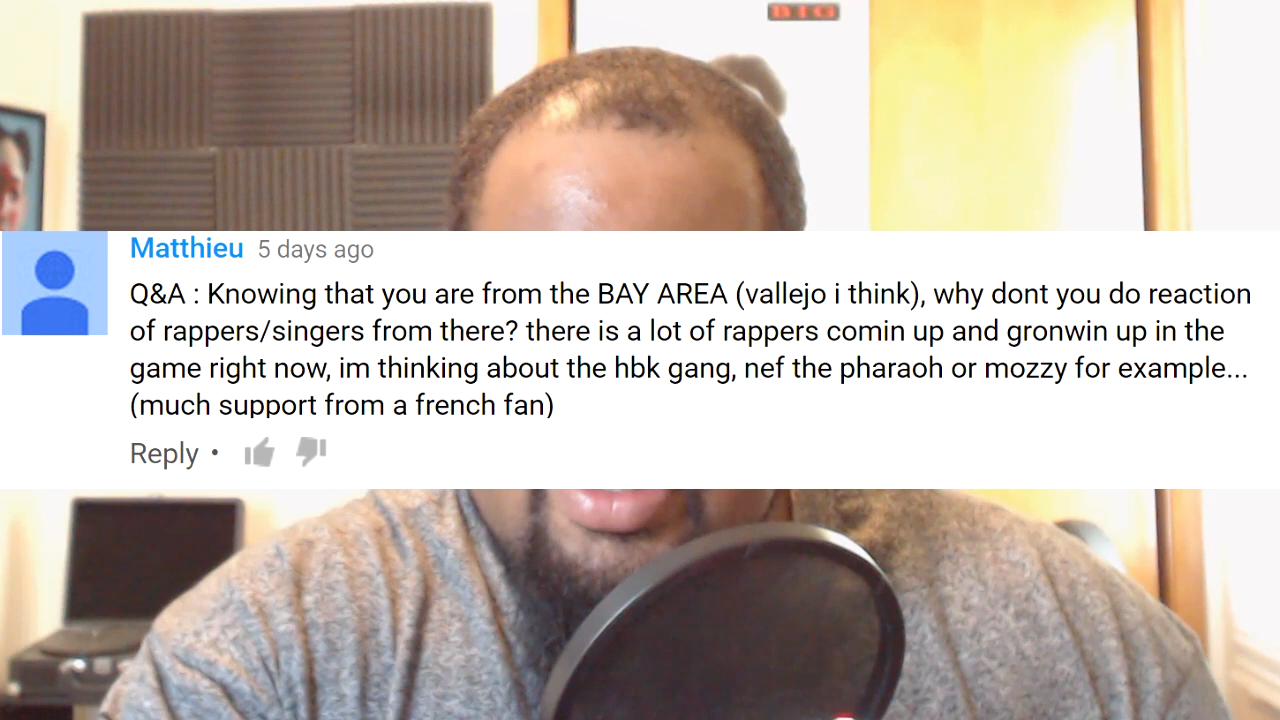 BIG
Matthieu 5 days ago
Q&A : Knowing that you are from the BAY AREA (vallejo i think), why dont you do reaction
of rappers/singers from there? there is a lot of rappers comin up and gronwin up in the
game right now, im thinking about the hbk gang, nef the pharaoh or mozzy for example...
(much support from a french fan)
Reply •